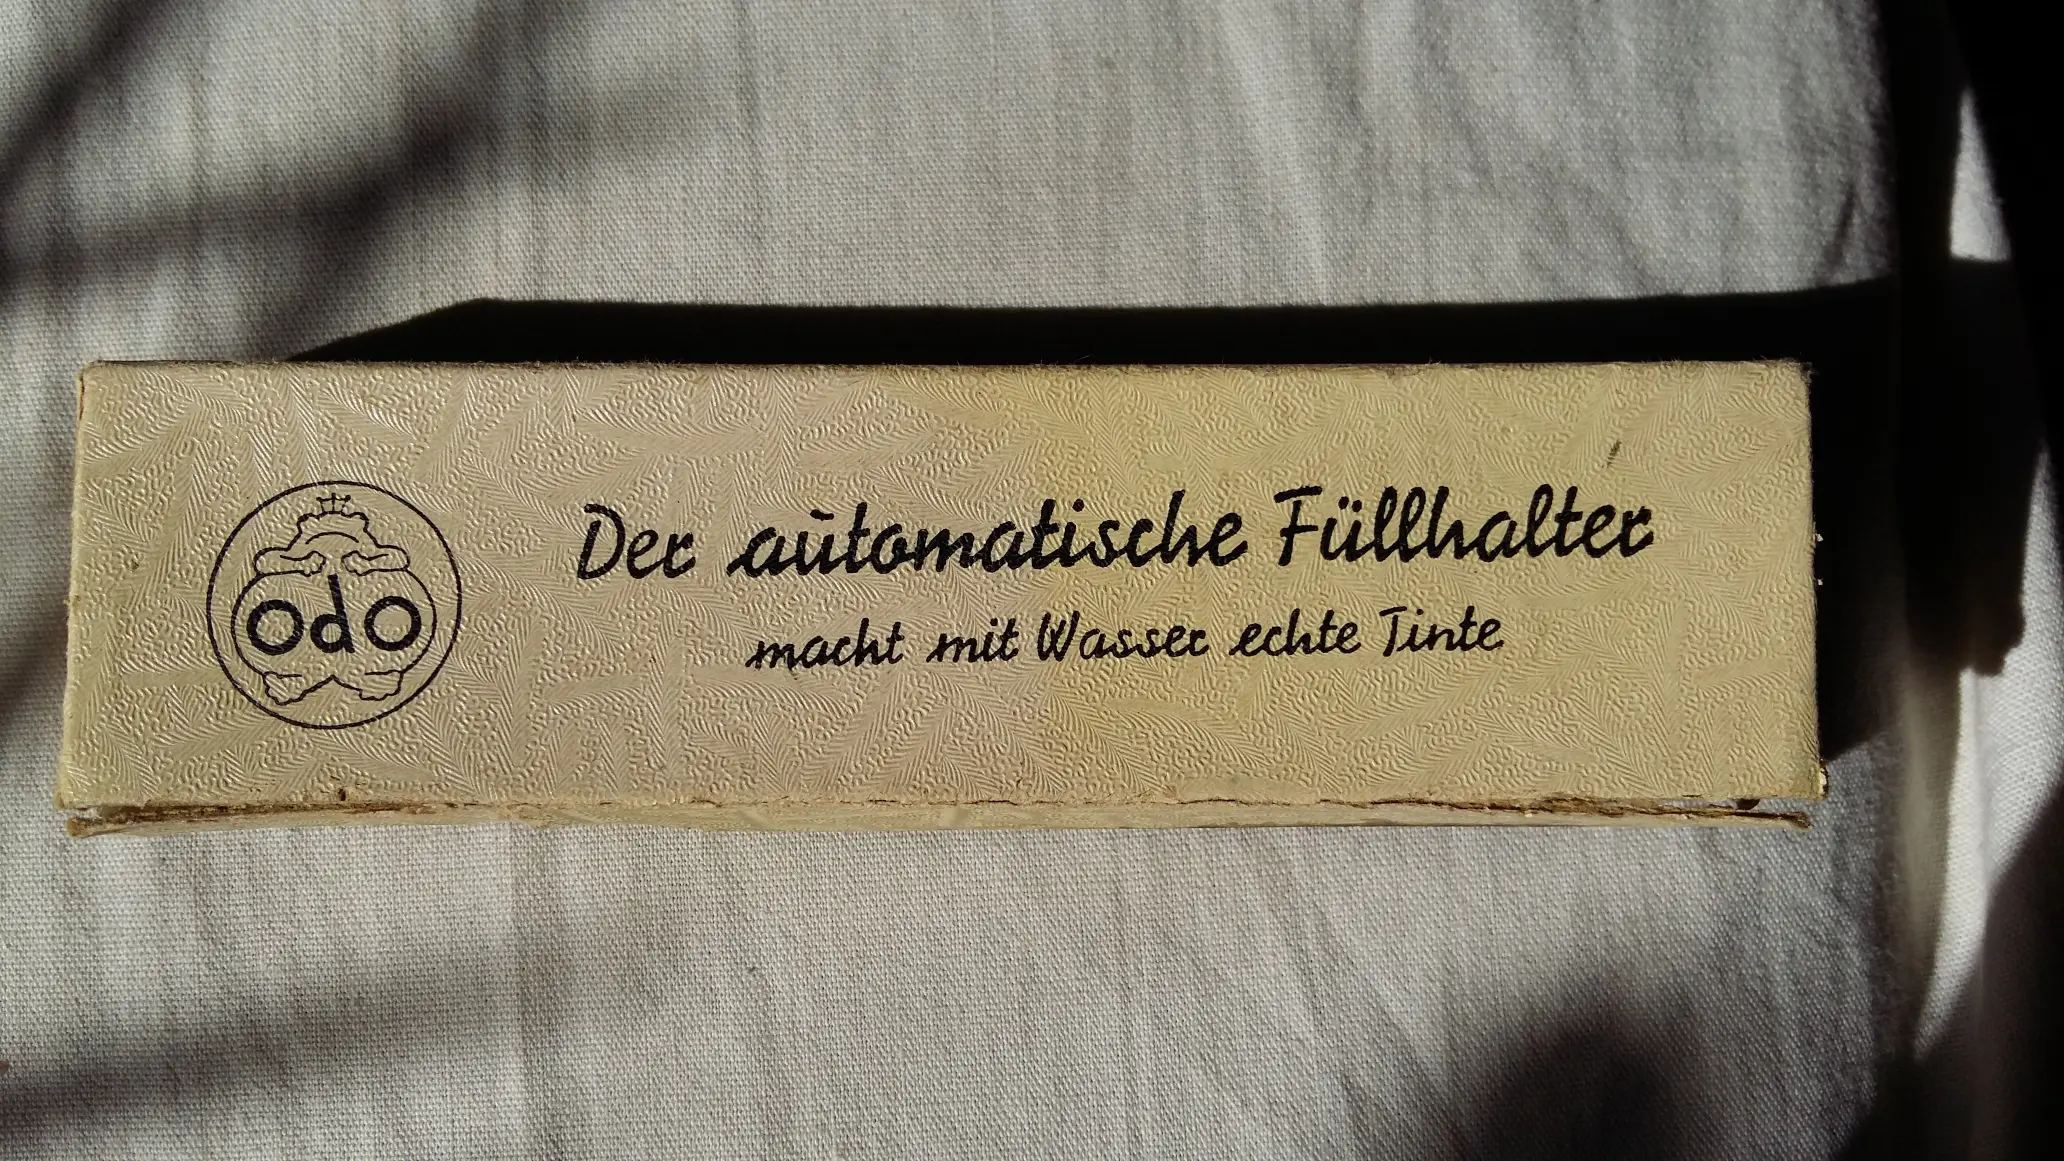 odo
Der automatische Füllhalter
macht mit Wasser echte Tinte